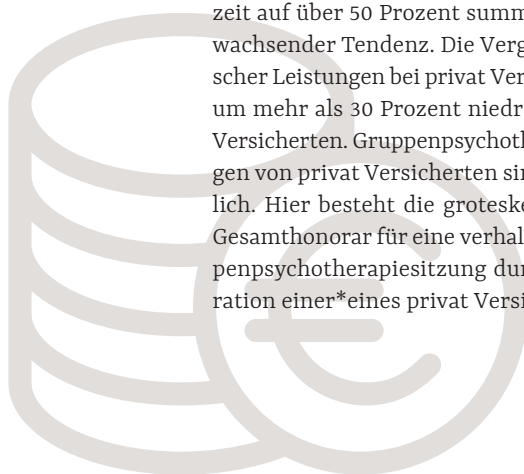 zeit auf über 50 Prozent summ
wachsender Tendenz. Die Verg
scher Leistungen bei privat Ver
um mehr als 30 Prozent niedr
Versicherten. Gruppenpsychoth
gen von privat Versicherten sin
lich. Hier besteht die groteske
Gesamthonorar für eine verhal
penpsychotherapiesitzung dur
ration einer*eines privat Versi